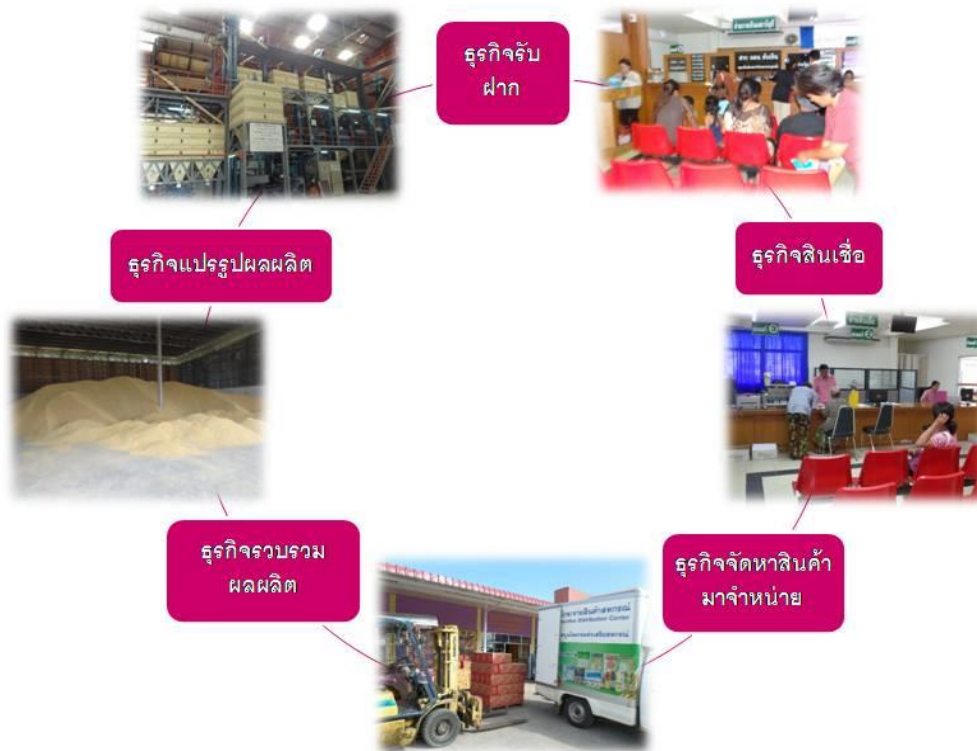 ธุรกิจรับ
ฝาก
ธุรกิจสินเชื่อ
ธุรกิจจัดหาสินค้า
มาจำหน่าย
ธุรกิจรวบรวม
ผลผลิต
ธุรกิจแปรรูปผลผลิต